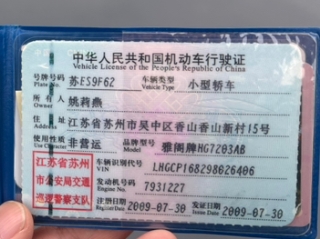 中华人民共和国机动车行驶证
Vehicle License of the People's Republic of China
号牌号码 苏ES9F62 车辆类型 小型轿车
Plate No. Vehicle Type
所有人 姚莉燕
Owner
住址 江苏省苏州市吴中区香山香山新村15号
Address
使用性质 非营运 品牌型号 雅阁牌HG7203AB
Use Character Model
江苏省苏州 车辆识别代号 LHGCP168298026406
VIN
市公安局交通 发动机号码 7931227
Engine No.
巡逻警察支队 注册日期 2009-07-30 发证日期 2009-07-30
Register Date Issue Date